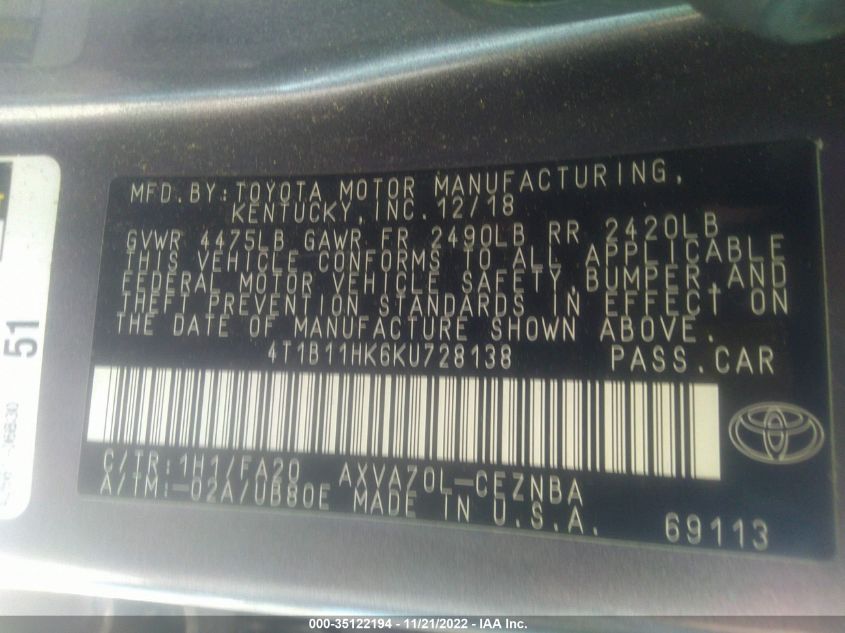 MFD.BY:TOYOTA MOTOR MANUFACTURING,
KENTUCKY,INC.12/18
GVWR 4475LB GAWR FR 2490LB RR 2420LB
THIS VEHICLE CONFORMS TO ALL APPLICABLE
FEDERAL MOTOR VEHICLE SAFETY,BUMPER,AND
THEFT PREVENTION STANDARDS IN EFFECT ON
THE DATE OF MANUFACTURE SHOWN ABOVE.
4T1B11HK6KU728138 PASS.CAR
C/TR:1H1/FA20 AXVA70L-CEZNBA
A/TM:-02A/UB80E MADE IN U.S.A.
69113
51
000-35122194 - 11/21/2022 - IAA Inc.